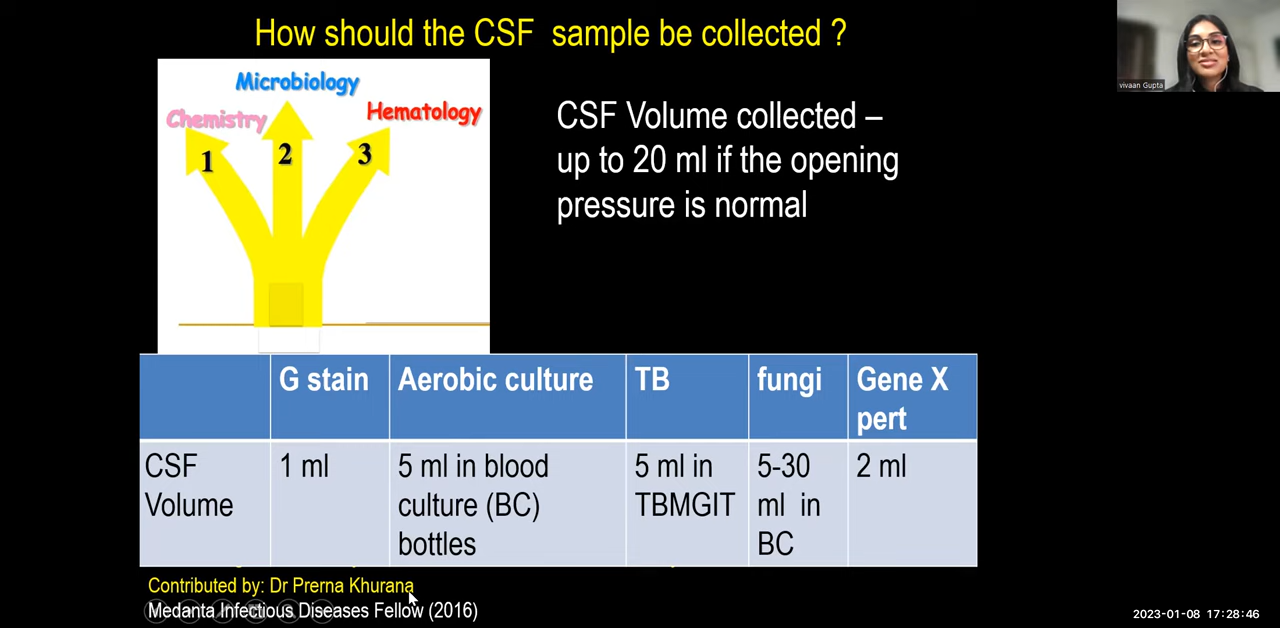 How should the CSF sample be collected ?
vivaan Gupta
Microbiology
Chemistry
Hematology
1
2
3
CSF Volume collected –
up to 20 ml if the opening
pressure is normal
G stain
Aerobic culture
TB
fungi
Gene X
pert
CSF
Volume
1 ml
5 ml in blood
culture (BC)
bottles
5 ml in
TBMGIT
5-30
ml in
BC
2 ml
Contributed by: Dr Prerna Khurana
Medanta Infectious Diseases Fellow (2016)
2023-01-08 17:28:46